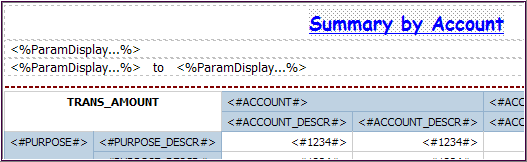 Summary by Account
<%ParamDisplay...%>
<%ParamDisplay...%> to <%ParamDisplay...%>
TRANS_AMOUNT <#ACCOUNT#> <#A
<#ACCOUNT_DESCR#> <#ACCOUNT_DESCR#> <#A
<#PURPOSE#> <#PURPOSE_DESCR#> <#1234#> <#1234#>